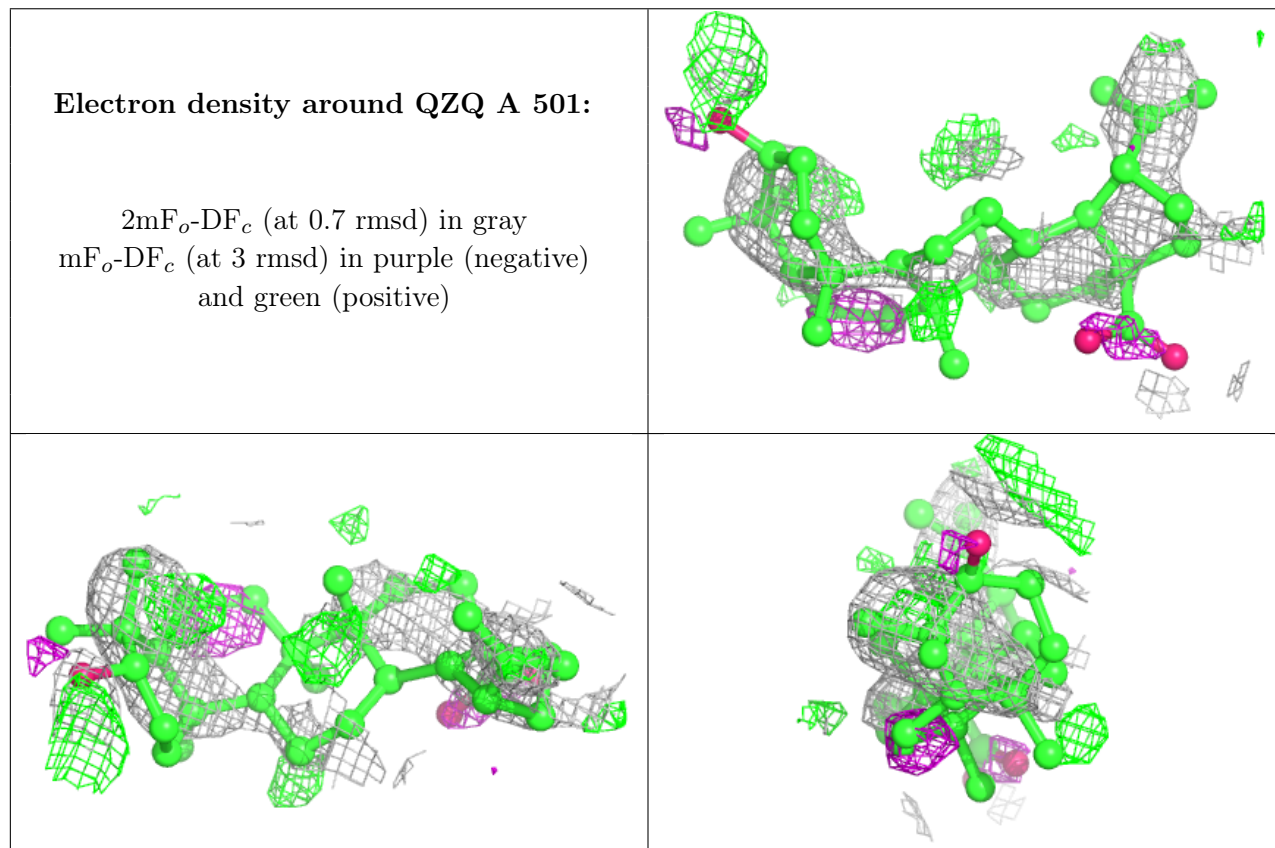 Electron density around QZQ A 501:
2mFₒ-DF𝒸 (at 0.7 rmsd) in gray
mFₒ-DF𝒸 (at 3 rmsd) in purple (negative)
and green (positive)